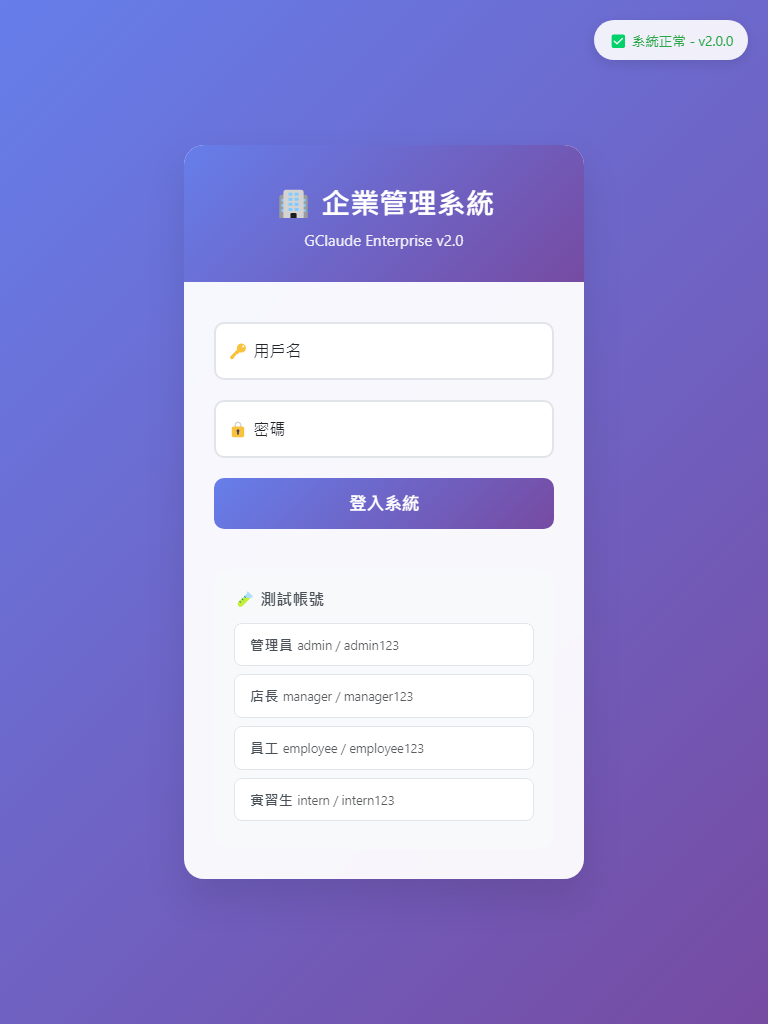 系統正常 - v2.0.0
企業管理系統
GClaude Enterprise v2.0
用戶名
密碼
登入系統
測試帳號
管理員 admin / admin123
店長 manager / manager123
員工 employee / employee123
實習生 intern / intern123